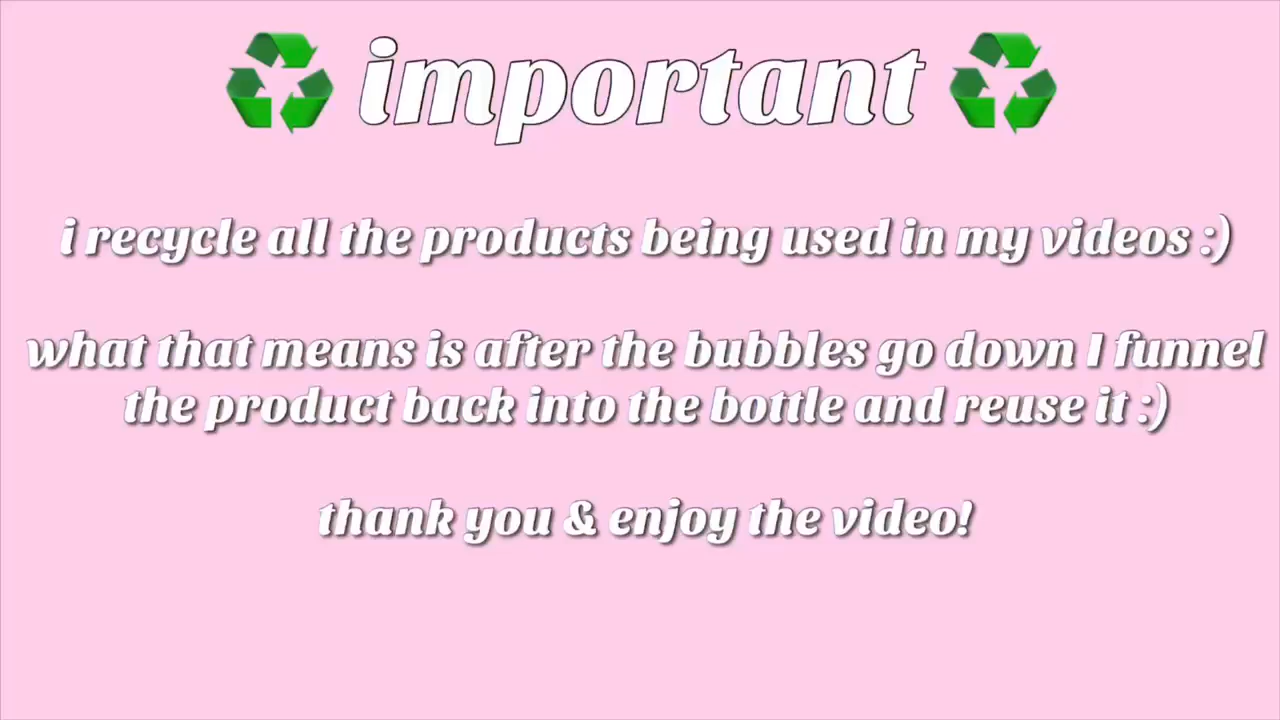 important
i recycle all the products being used in my videos :)
what that means is after the bubbles go down I funnel
the product back into the bottle and reuse it :)
thank you & enjoy the video!